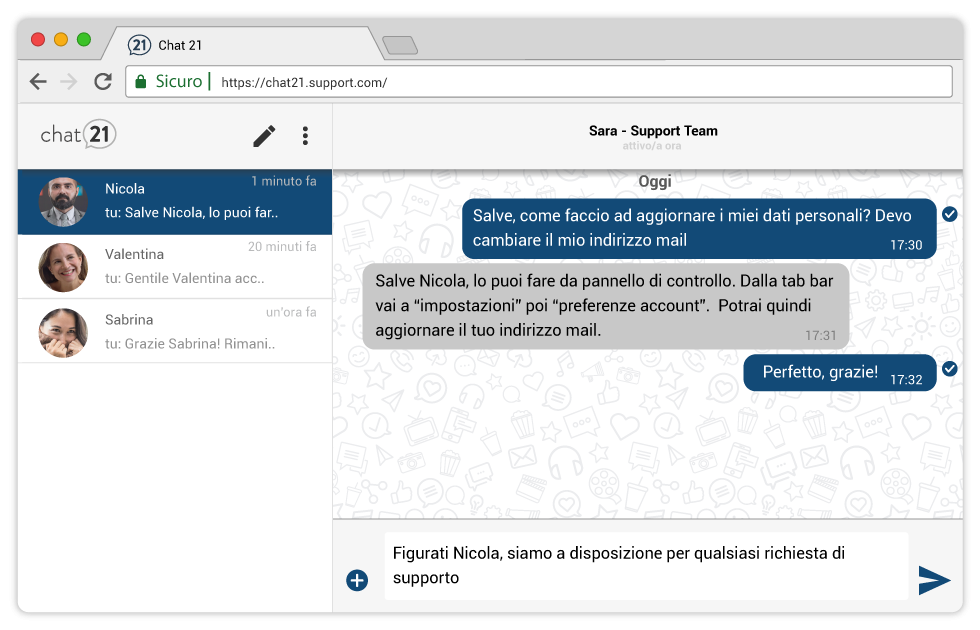 21 Chat 21
Sicuro | https://chat21.support.com/
chat 21
Sara - Support Team
attivo/a ora
Nicola
1 minuto fa
tu: Salve Nicola, lo puoi far..
Valentina
20 minuti fa
tu: Gentile Valentina acc..
Sabrina
un'ora fa
tu: Grazie Sabrina! Rimani..
Oggi
Salve, come faccio ad aggiornare i miei dati personali? Devo
cambiare il mio indirizzo mail
17:30
Salve Nicola, lo puoi fare da pannello di controllo. Dalla tab bar
vai a “impostazioni” poi “preferenze account”. Potrai quindi
aggiornare il tuo indirizzo mail.
17:31
Perfetto, grazie!
17:32
Figurati Nicola, siamo a disposizione per qualsiasi richiesta di
supporto